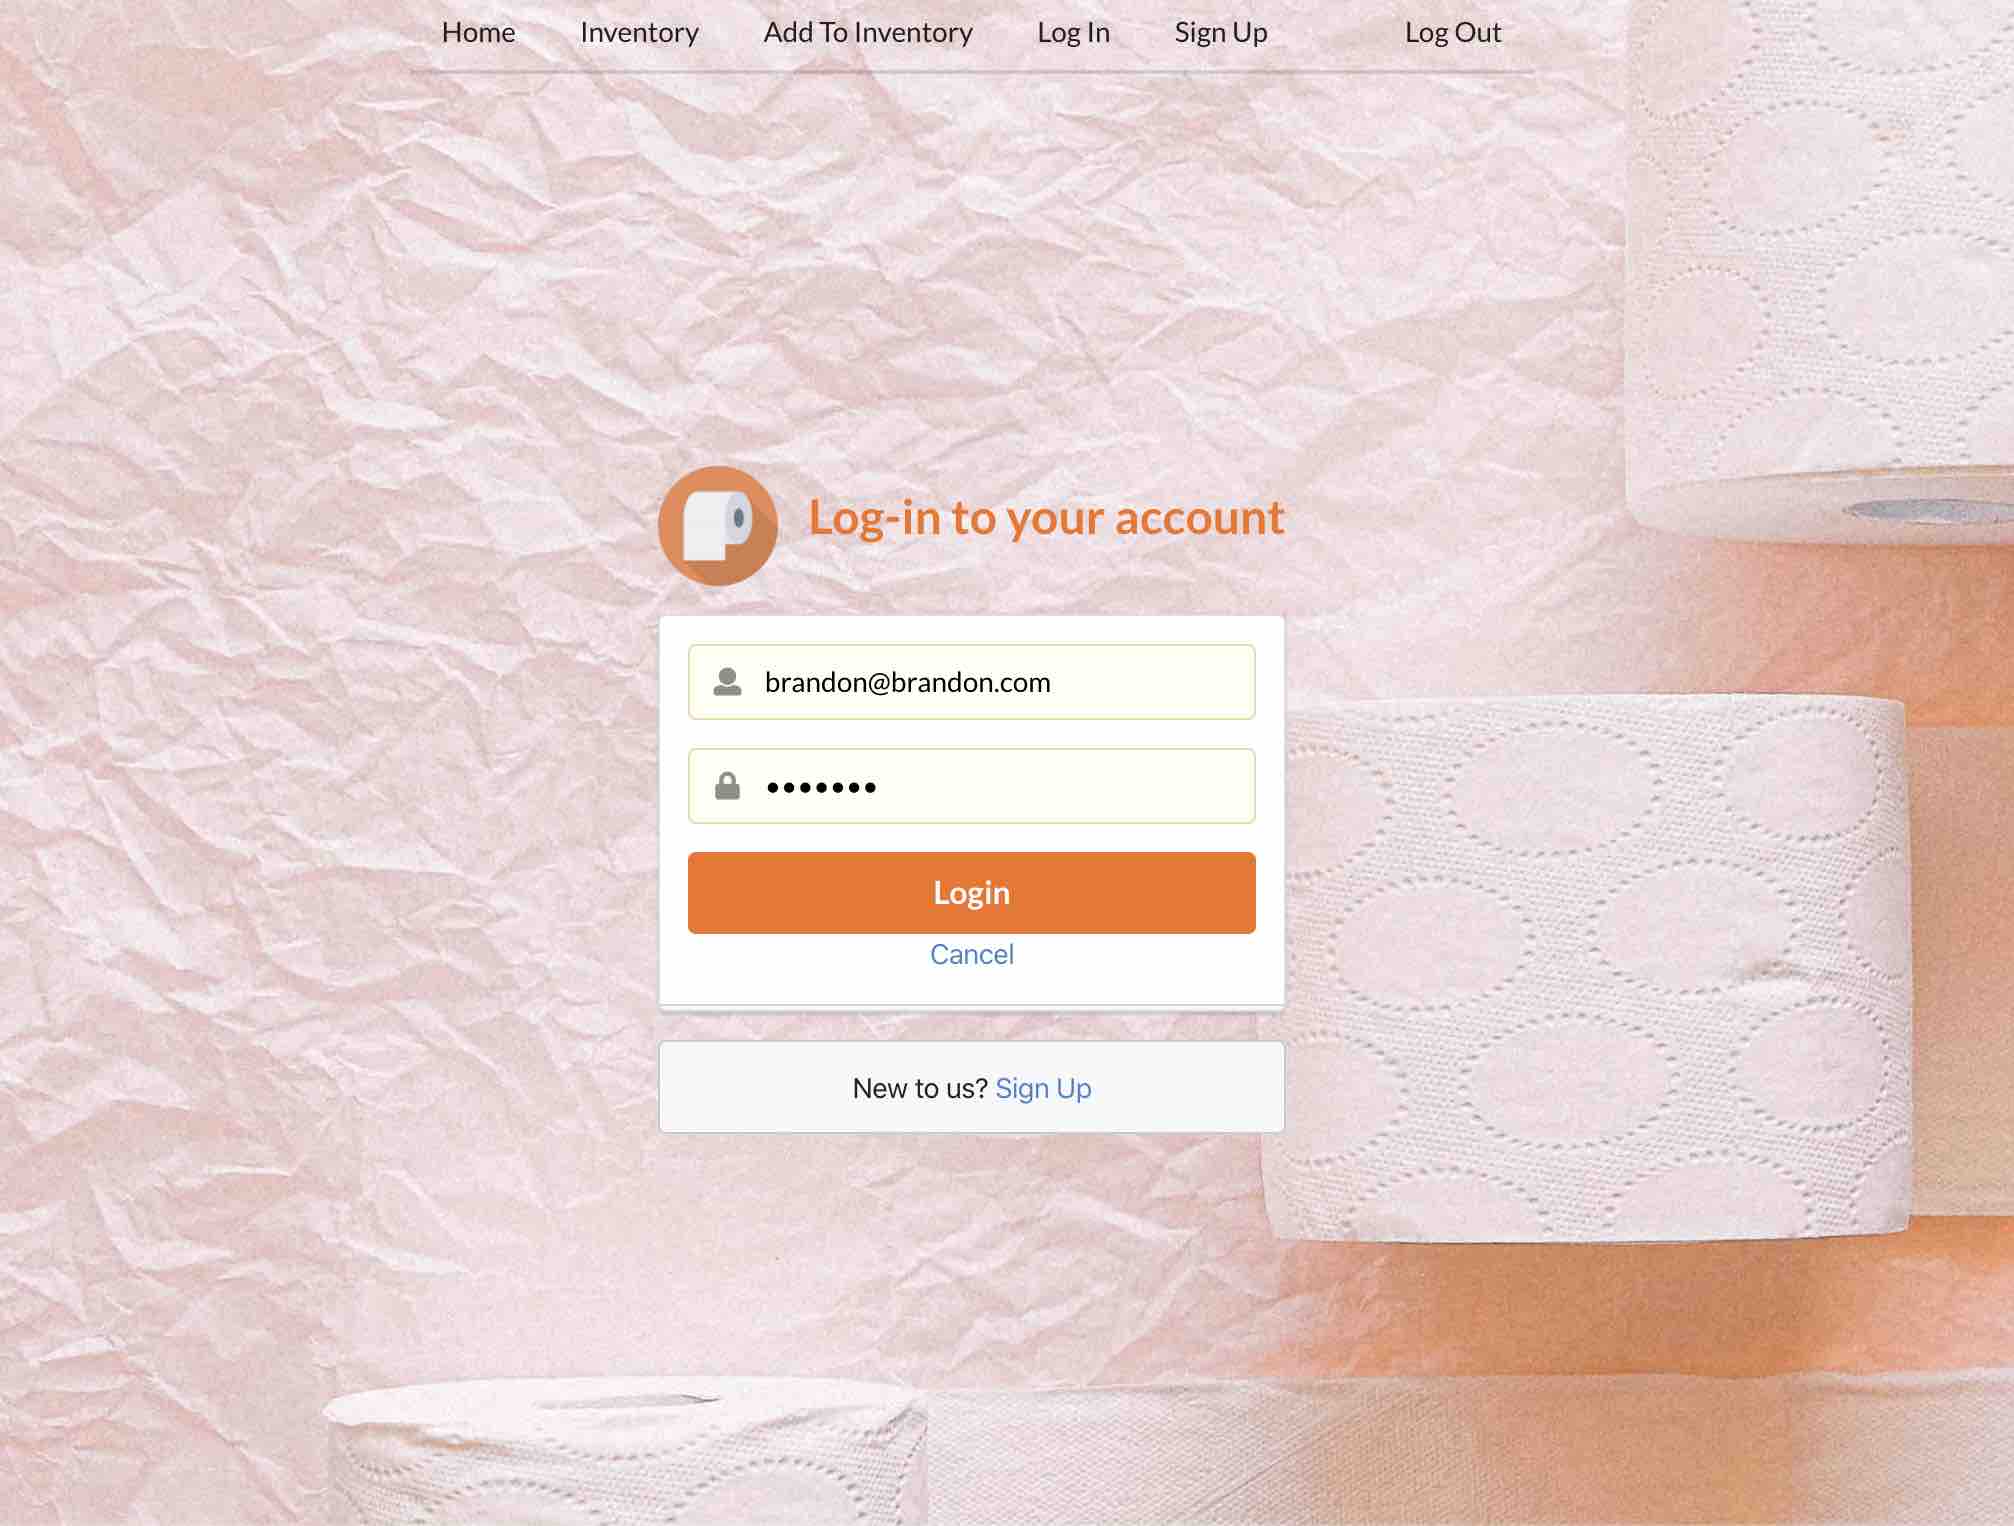 Home Inventory Add To Inventory Log In Sign Up Log Out
Log-in to your account
brandon@brandon.com
•••••••
Login
Cancel
New to us? Sign Up